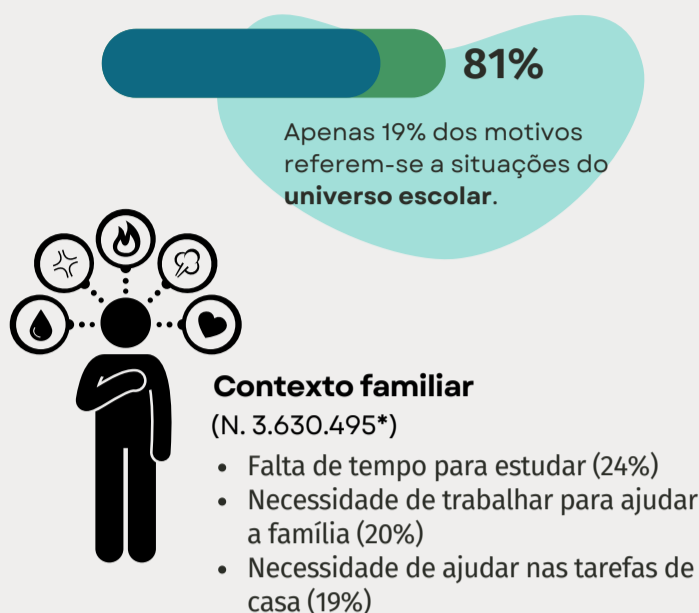 81%
Apenas 19% dos motivos
referem-se a situações do
universo escolar.
Contexto familiar
(N. 3.630.495*)
• Falta de tempo para estudar (24%)
• Necessidade de trabalhar para ajudar
a família (20%)
• Necessidade de ajudar nas tarefas de
casa (19%)